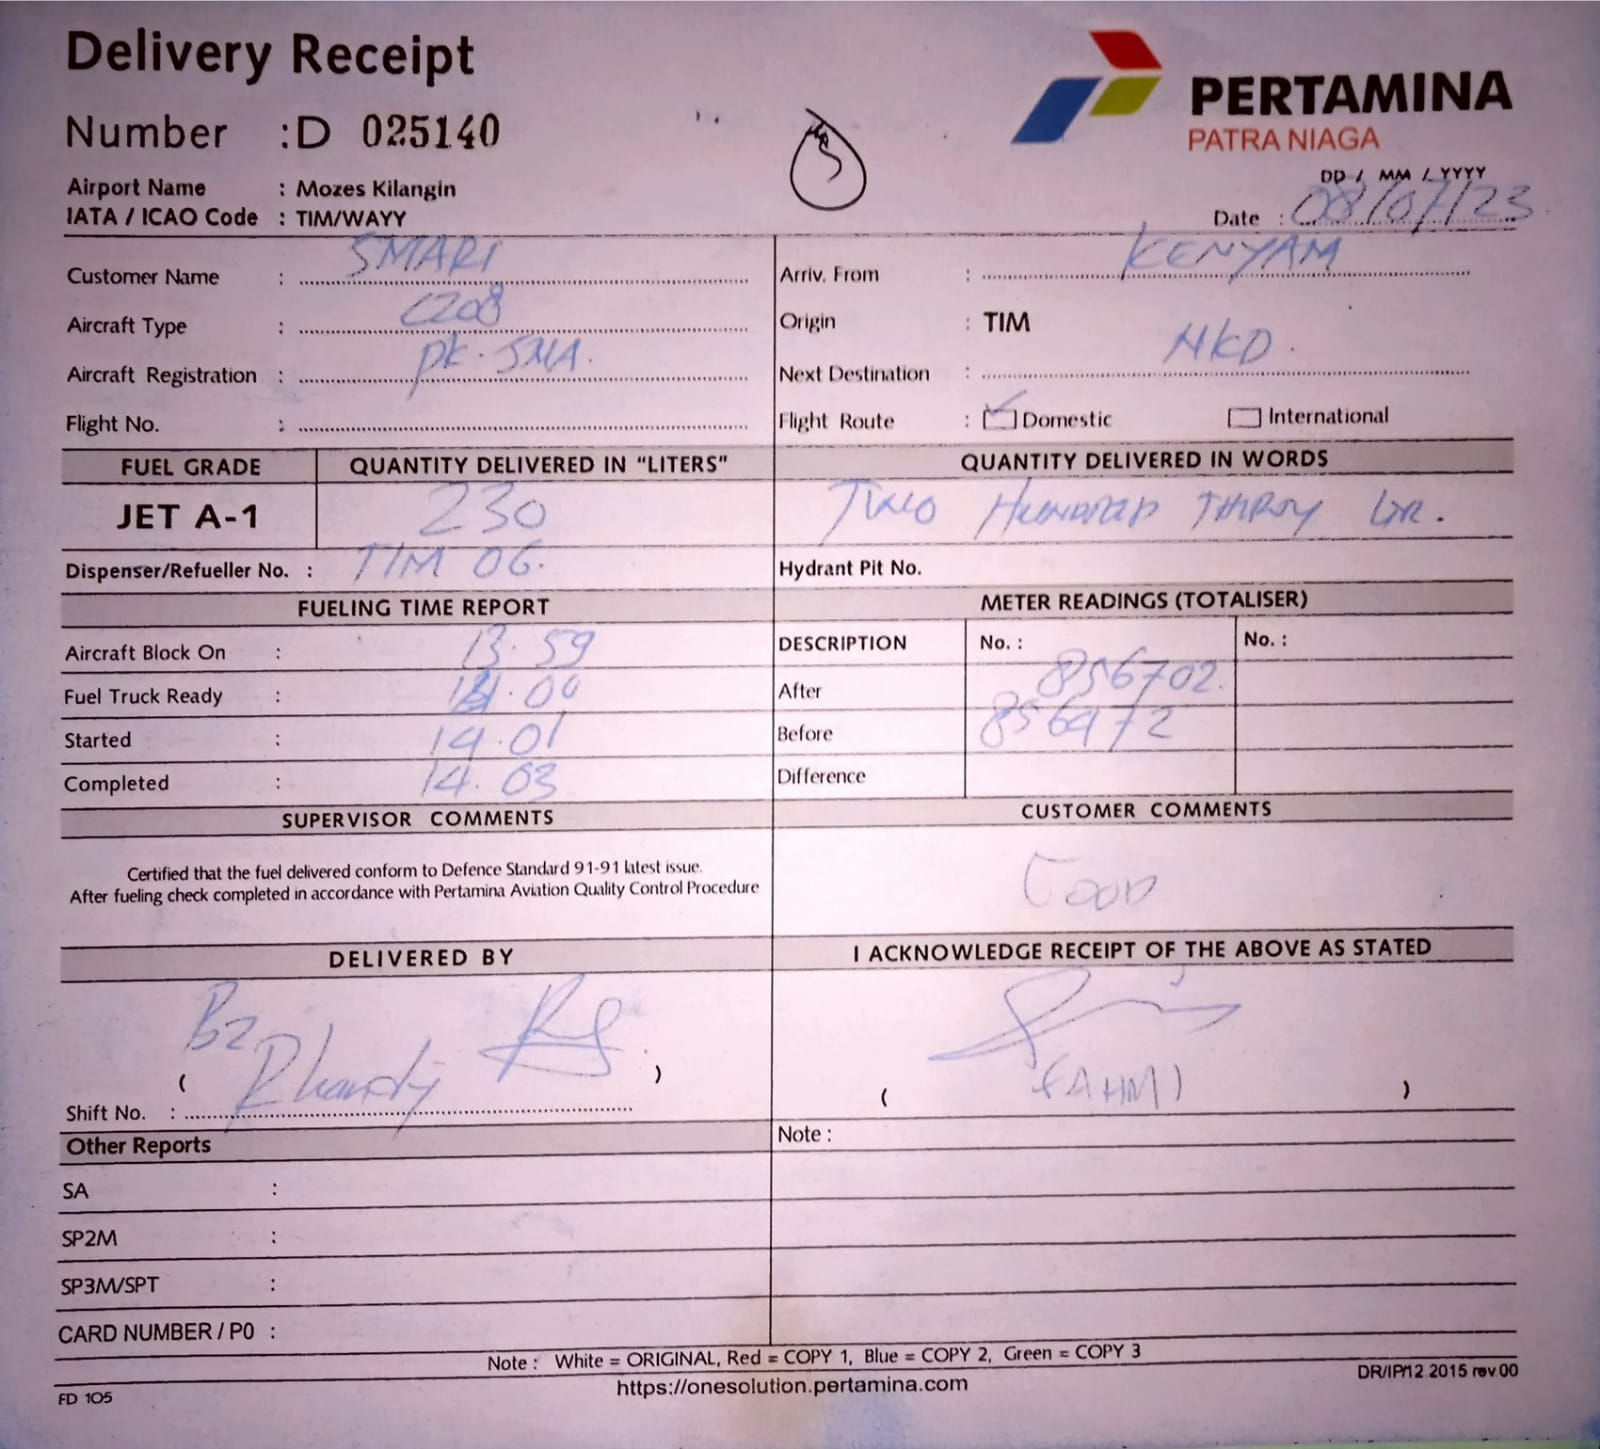 Delivery Receipt
Number :D 025140
PERTAMINA
PATRA NIAGA
Airport Name : Mozes Kilangin
IATA / ICAO Code : TIM/WAYY
DD / MM / YYYY
Date : 08/07/23
Customer Name : SMART
Arriv. From : KENYAM
Aircraft Type : C208
Origin : TIM
Aircraft Registration : PK-SNA.
Next Destination : NKD.
Flight No. :
Flight Route : Domestic International
FUEL GRADE QUANTITY DELIVERED IN "LITERS" QUANTITY DELIVERED IN WORDS
JET A-1 230 TWO HUNDRED THIRTY LTR.
Dispenser/Refueller No. : TIM 06.
Hydrant Pit No.
FUELING TIME REPORT
METER READINGS (TOTALISER)
Aircraft Block On : 13.59
DESCRIPTION No. : No. :
Fuel Truck Ready : 14.00
After 856702.
Started : 14.01
Before 856472
Completed : 14.03
Difference
SUPERVISOR COMMENTS
CUSTOMER COMMENTS
Certified that the fuel delivered conform to Defence Standard 91-91 latest issue.
After fueling check completed in accordance with Pertamina Aviation Quality Control Procedure
GOOD
DELIVERED BY
I ACKNOWLEDGE RECEIPT OF THE ABOVE AS STATED
B2
( Rhandy )
( FAHMI )
Shift No. :
Other Reports
Note :
SA :
SP2M :
SP3M/SPT :
CARD NUMBER / P0 :
Note : White = ORIGINAL, Red = COPY 1, Blue = COPY 2, Green = COPY 3
https://onesolution.pertamina.com
FD 105
DR/IP/12 2015 rev.00